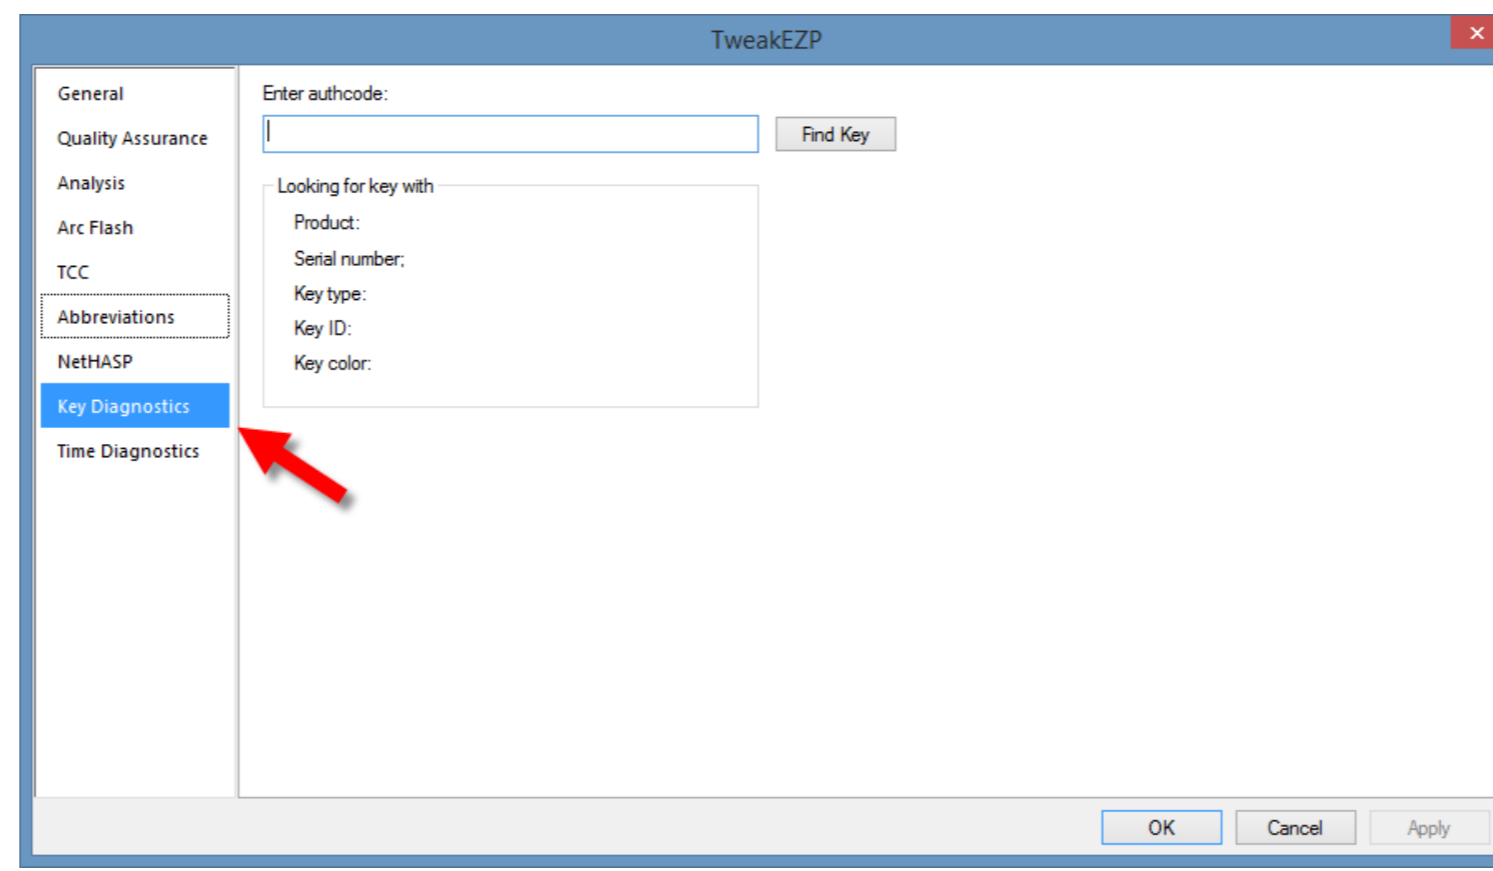 TweakEZP
General
Quality Assurance
Analysis
Arc Flash
TCC
Abbreviations
NetHASP
Key Diagnostics
Time Diagnostics
Enter authcode:
Find Key
Looking for key with
Product:
Serial number;
Key type:
Key ID:
Key color:
OK
Cancel
Apply